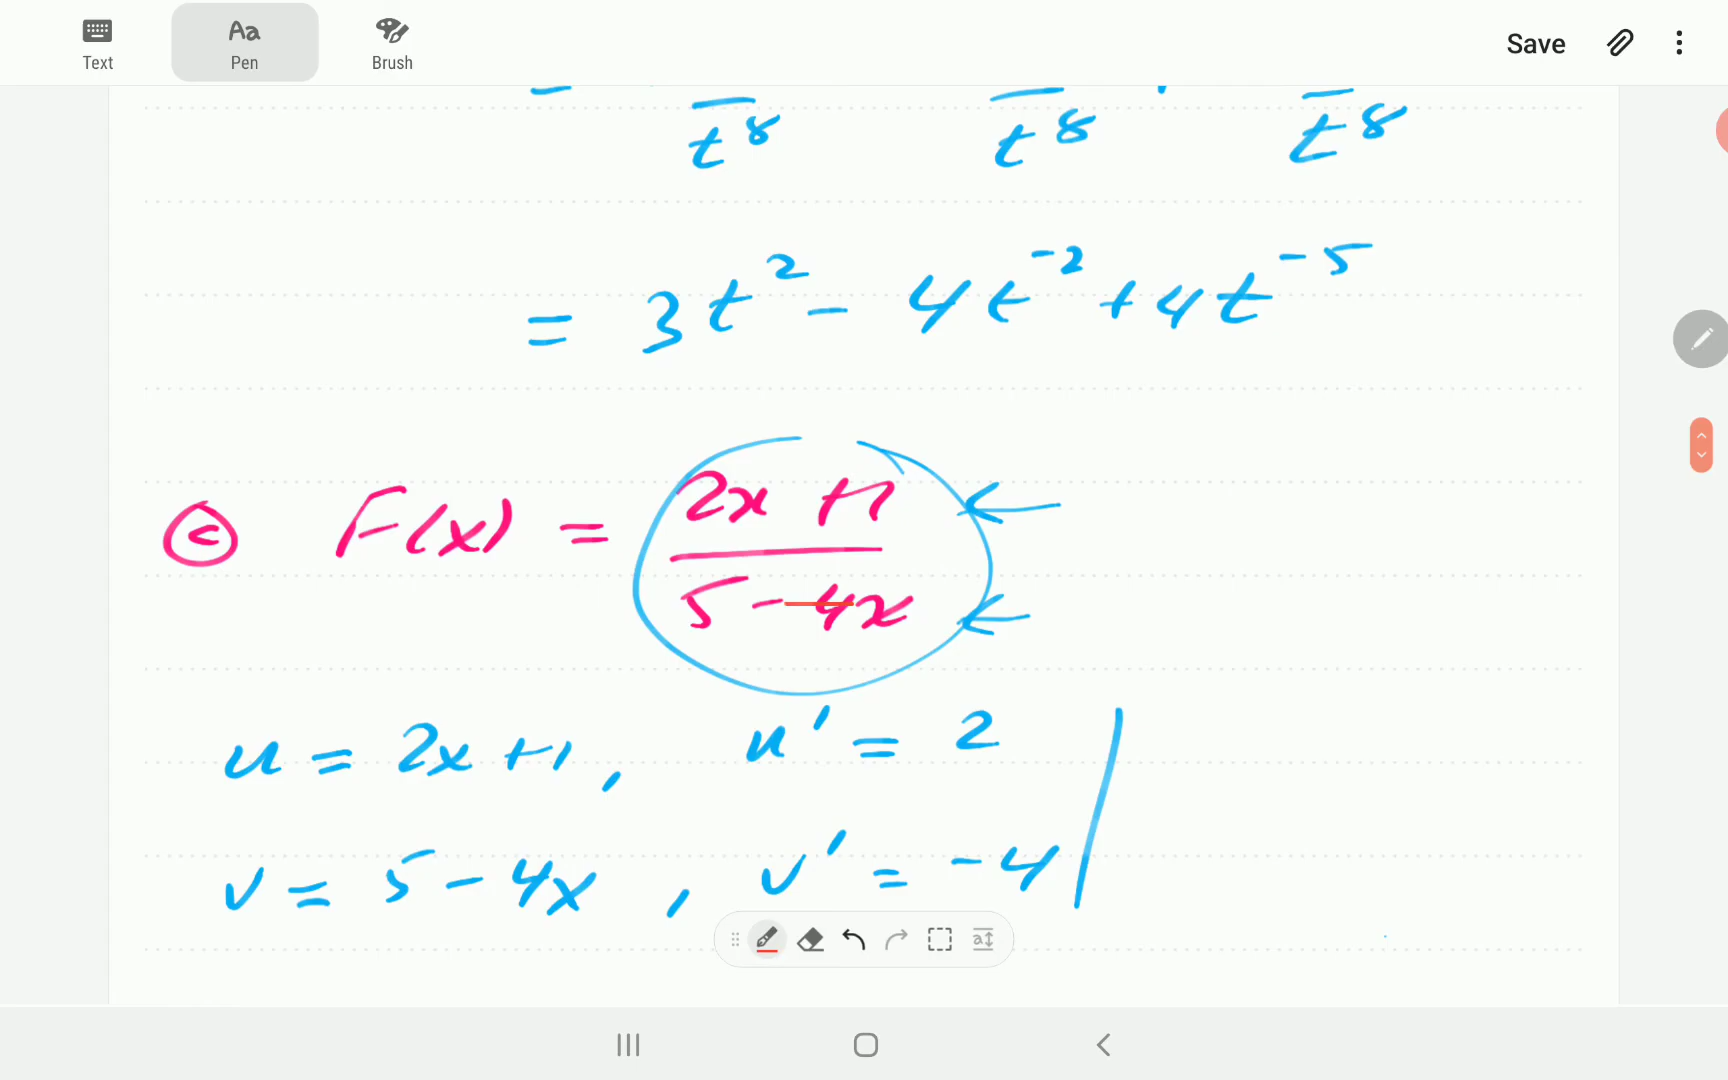 Text
Aa
Pen
Brush
Save
t⁸ t⁸ t⁸
= 3t² - 4t⁻² + 4t⁻⁵
Ⓒ F(x) = (2x + 1)/(5 - 4x)
u = 2x + 1, u' = 2
v = 5 - 4x, v' = -4